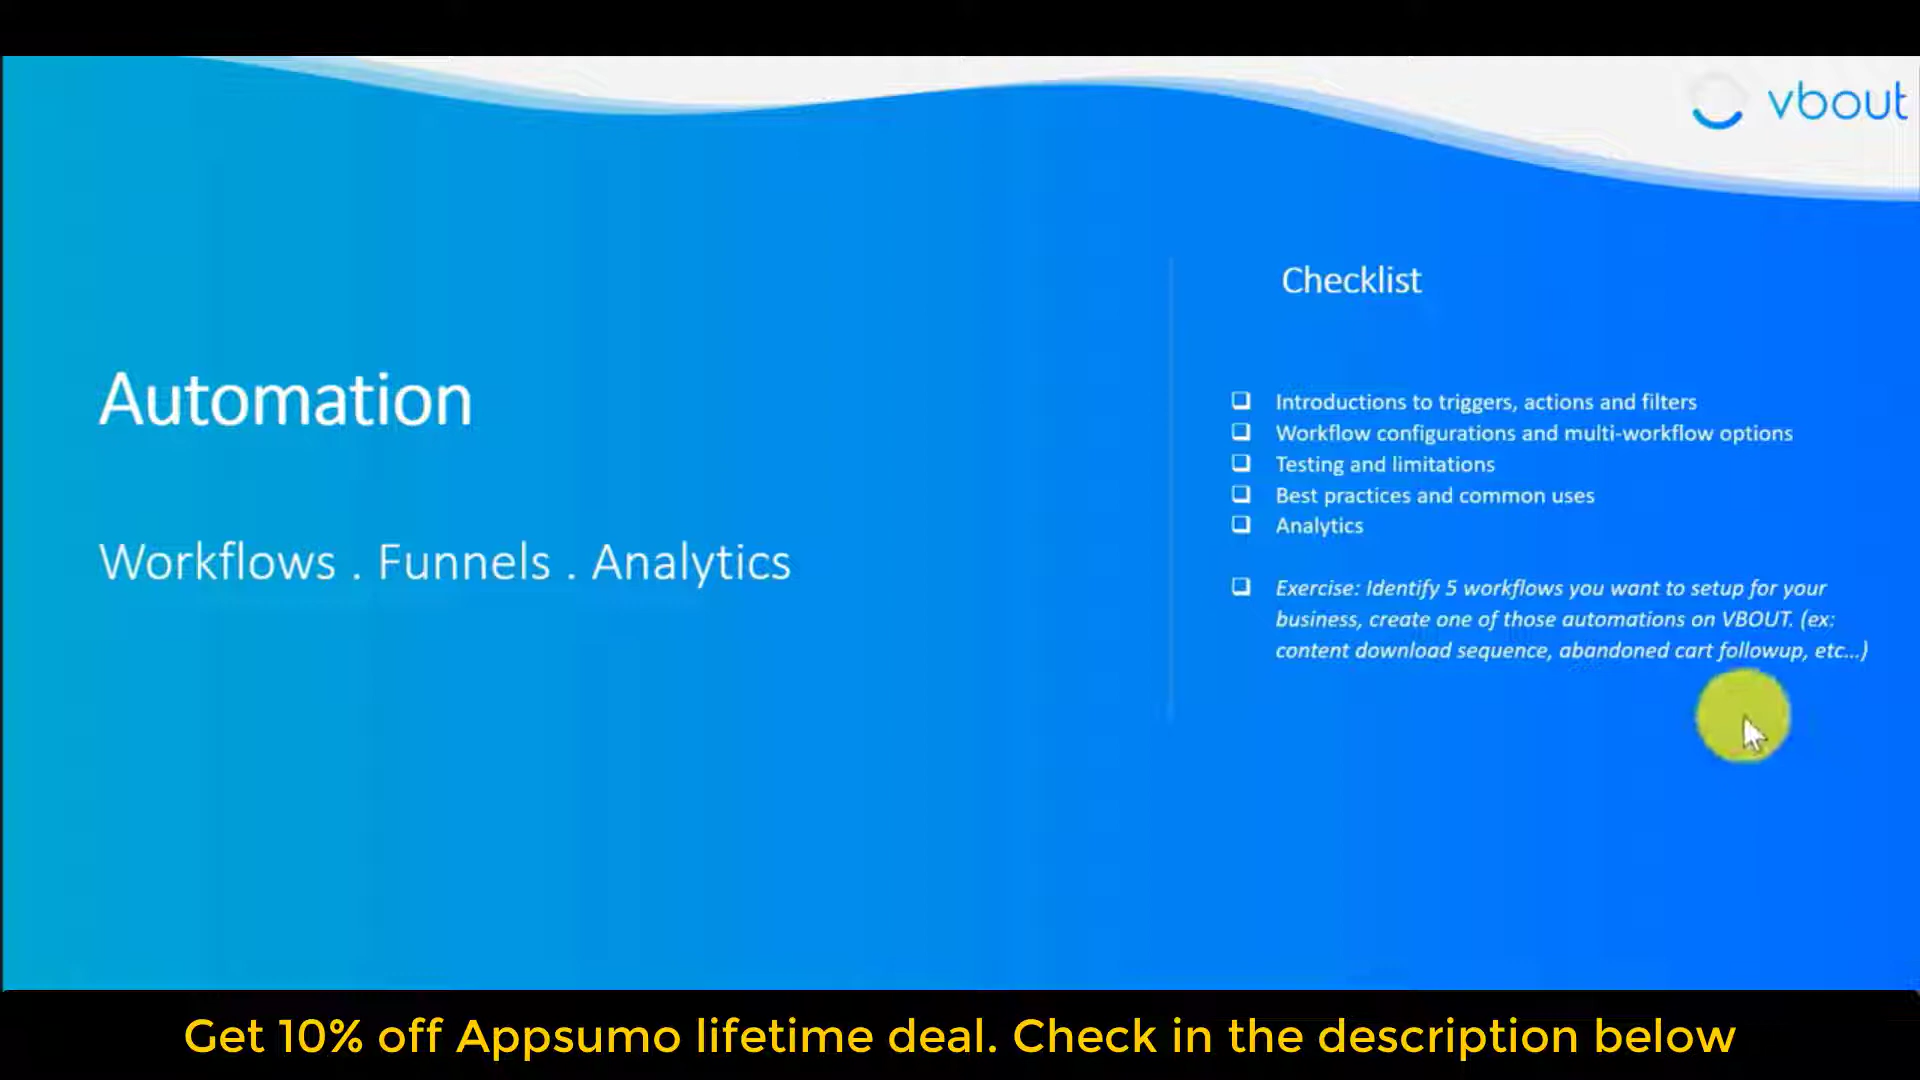 vbout
Automation
Workflows . Funnels . Analytics
Checklist
❑ Introductions to triggers, actions and filters
❑ Workflow configurations and multi-workflow options
❑ Testing and limitations
❑ Best practices and common uses
❑ Analytics
❑ Exercise: Identify 5 workflows you want to setup for your
business, create one of those automations on VBOUT. (ex:
content download sequence, abandoned cart followup, etc...)
Get 10% off Appsumo lifetime deal. Check in the description below